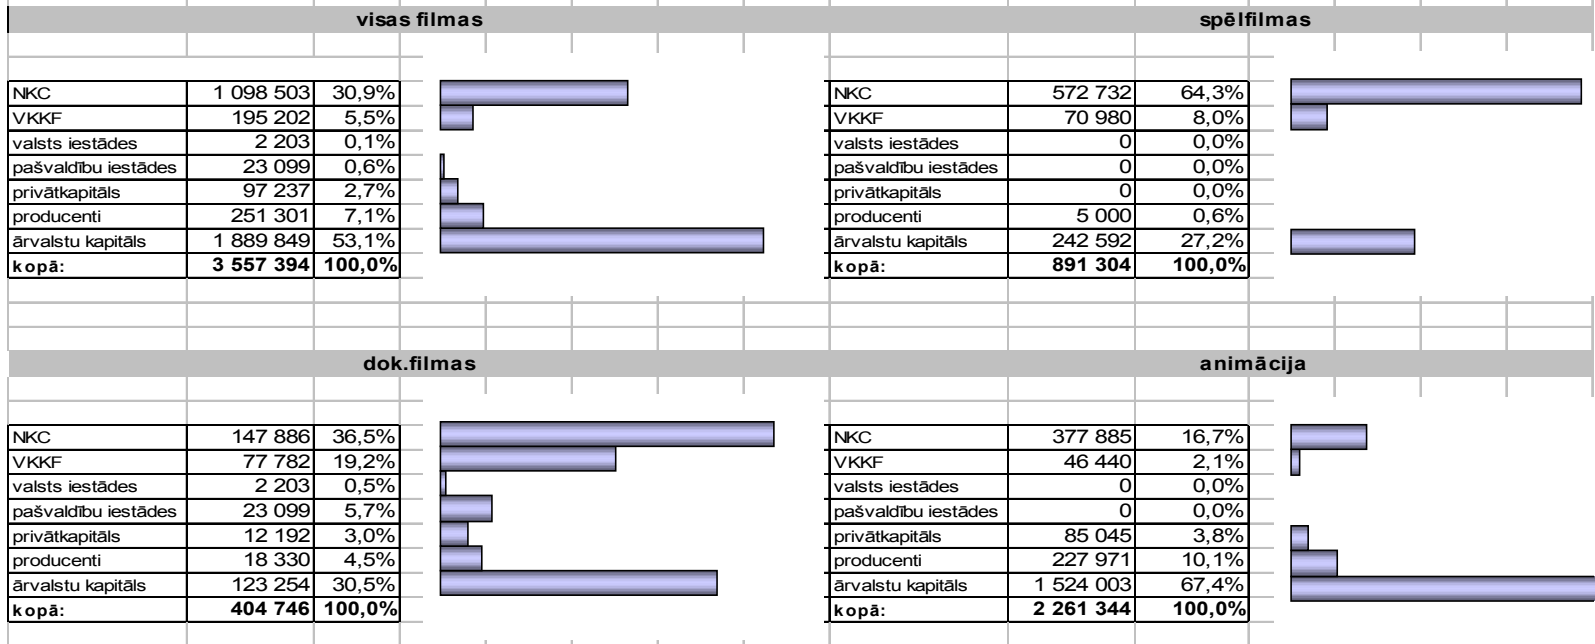 visas filmas
NKC 1 098 503 30,9%
VKKF 195 202 5,5%
valsts iestādes 2 203 0,1%
pašvaldību iestādes 23 099 0,6%
privātkapitāls 97 237 2,7%
producenti 251 301 7,1%
ārvalstu kapitāls 1 889 849 53,1%
kopā: 3 557 394 100,0%
spēlfilmas
NKC 572 732 64,3%
VKKF 70 980 8,0%
valsts iestādes 0 0,0%
pašvaldību iestādes 0 0,0%
privātkapitāls 0 0,0%
producenti 5 000 0,6%
ārvalstu kapitāls 242 592 27,2%
kopā: 891 304 100,0%
dok.filmas
NKC 147 886 36,5%
VKKF 77 782 19,2%
valsts iestādes 2 203 0,5%
pašvaldību iestādes 23 099 5,7%
privātkapitāls 12 192 3,0%
producenti 18 330 4,5%
ārvalstu kapitāls 123 254 30,5%
kopā: 404 746 100,0%
animācija
NKC 377 885 16,7%
VKKF 46 440 2,1%
valsts iestādes 0 0,0%
pašvaldību iestādes 0 0,0%
privātkapitāls 85 045 3,8%
producenti 227 971 10,1%
ārvalstu kapitāls 1 524 003 67,4%
kopā: 2 261 344 100,0%